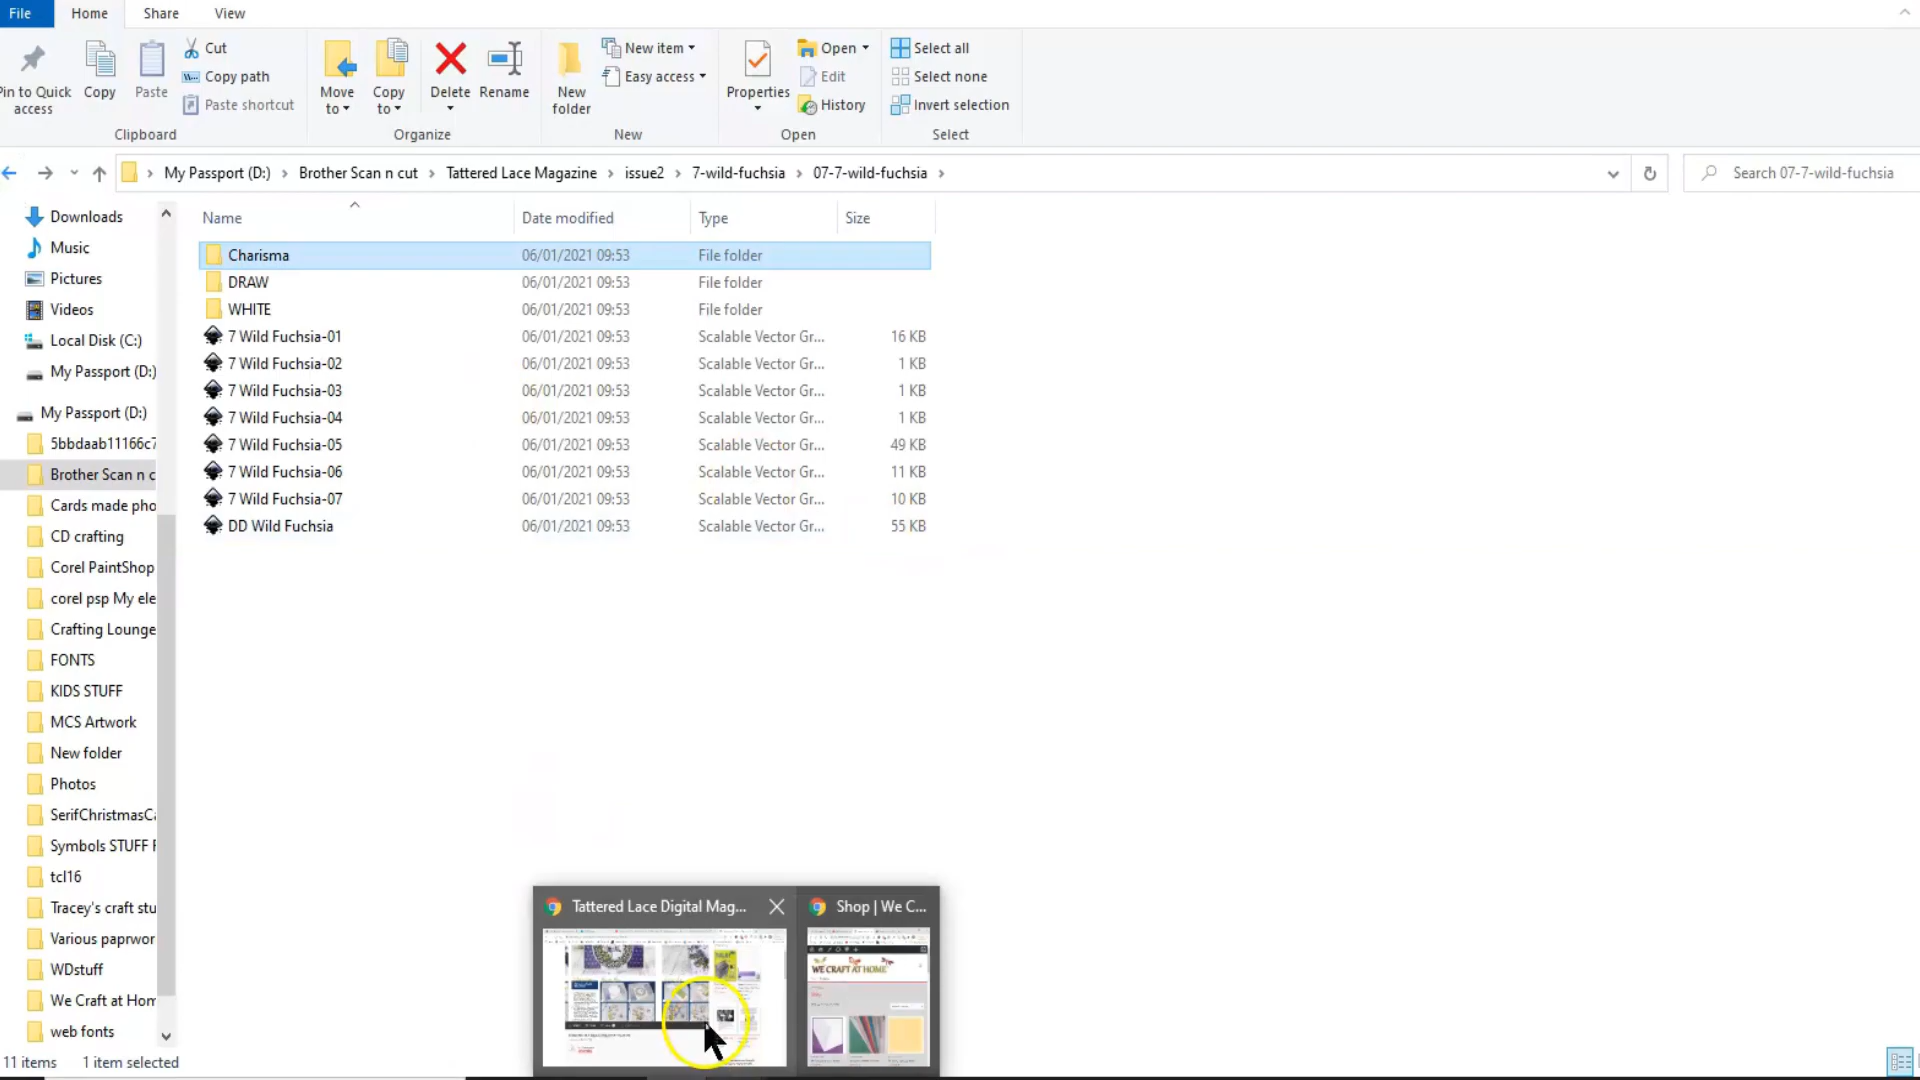 File Home Share View
Pin to Quick access
Copy
Paste
Cut
Copy path
Paste shortcut
Clipboard
Move to
Copy to
Delete
Rename
Organize
New folder
New item
Easy access
New
Properties
Open
Edit
History
Open
Select all
Select none
Invert selection
Select
My Passport (D:) > Brother Scan n cut > Tattered Lace Magazine > issue2 > 7-wild-fuchsia > 07-7-wild-fuchsia >
Search 07-7-wild-fuchsia
Downloads
Music
Pictures
Videos
Local Disk (C:)
My Passport (D:)
My Passport (D:)
5bbdaab11166c7
Brother Scan n c
Cards made pho
CD crafting
Corel PaintShop
corel psp My ele
Crafting Lounge
FONTS
KIDS STUFF
MCS Artwork
New folder
Photos
SerifChristmasCa
Symbols STUFF F
tcl16
Tracey's craft stu
Various paprwor
WDstuff
We Craft at Hom
web fonts
Name Date modified Type Size
Charisma 06/01/2021 09:53 File folder
DRAW 06/01/2021 09:53 File folder
WHITE 06/01/2021 09:53 File folder
7 Wild Fuchsia-01 06/01/2021 09:53 Scalable Vector Gr... 16 KB
7 Wild Fuchsia-02 06/01/2021 09:53 Scalable Vector Gr... 1 KB
7 Wild Fuchsia-03 06/01/2021 09:53 Scalable Vector Gr... 1 KB
7 Wild Fuchsia-04 06/01/2021 09:53 Scalable Vector Gr... 1 KB
7 Wild Fuchsia-05 06/01/2021 09:53 Scalable Vector Gr... 49 KB
7 Wild Fuchsia-06 06/01/2021 09:53 Scalable Vector Gr... 11 KB
7 Wild Fuchsia-07 06/01/2021 09:53 Scalable Vector Gr... 10 KB
DD Wild Fuchsia 06/01/2021 09:53 Scalable Vector Gr... 55 KB
Tattered Lace Digital Mag...
Shop | We C...
WE CRAFT AT HOME
11 items 1 item selected